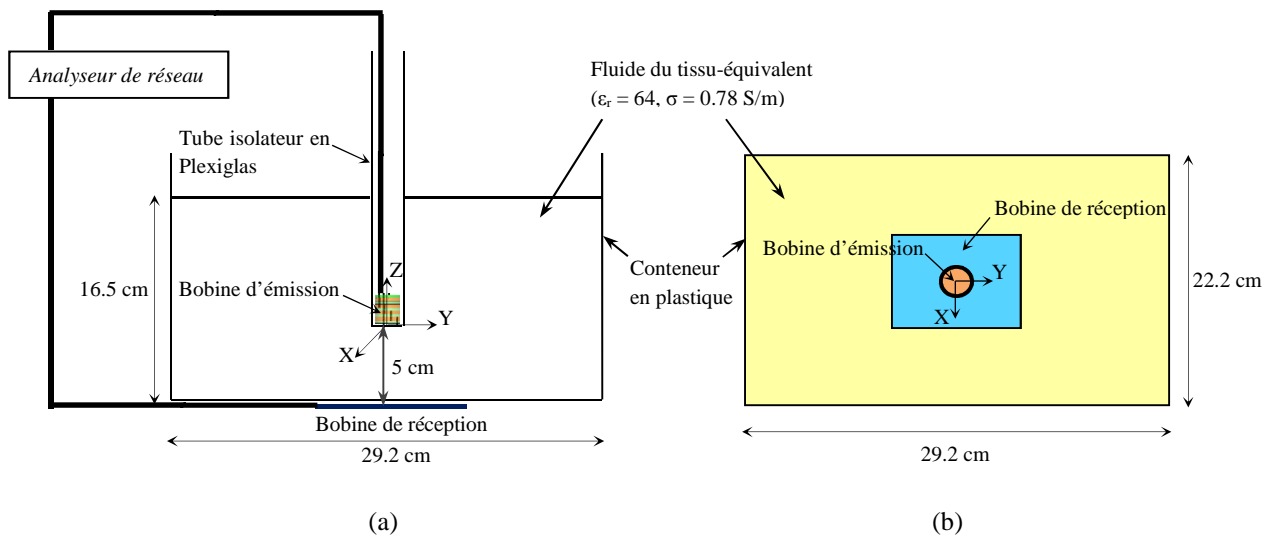 Analyseur de réseau
Fluide du tissu-équivalent
(εr = 64, σ = 0.78 S/m)
Tube isolateur en
Plexiglas
Bobine de réception
Bobine d'émission
Z
Y
X
Bobine d'émission
Y
X
16.5 cm
5 cm
Conteneur
en plastique
22.2 cm
Bobine de réception
29.2 cm
29.2 cm
(a)
(b)